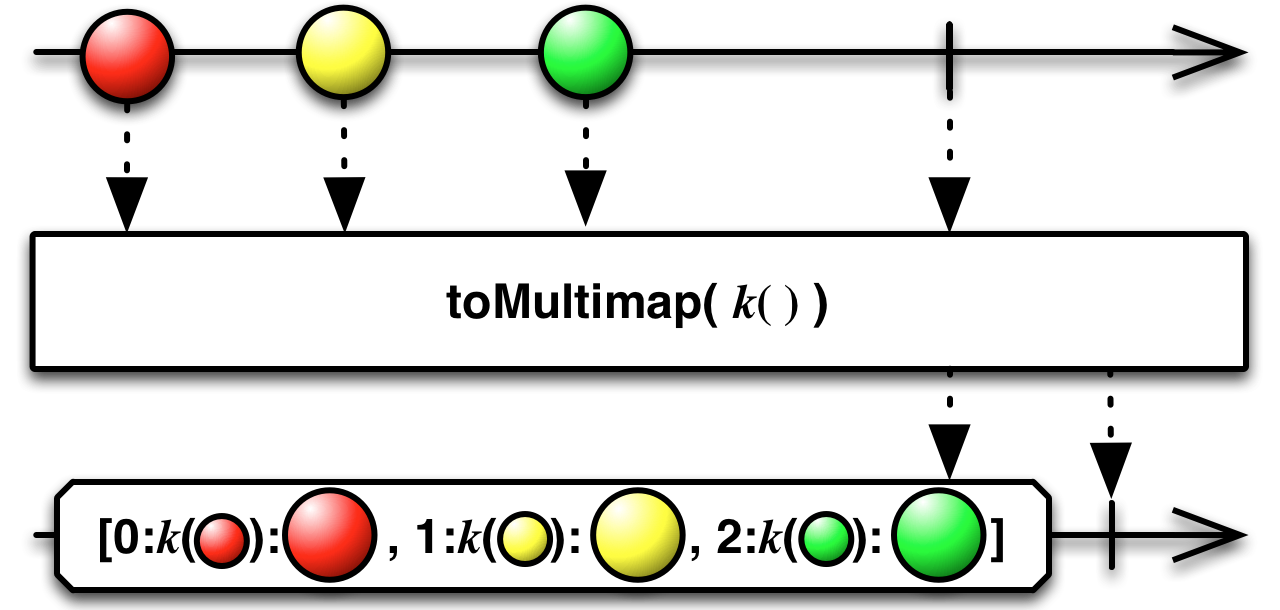 toMultimap( k( ) )
[0:k( ): , 1:k( ): , 2:k( ): ]